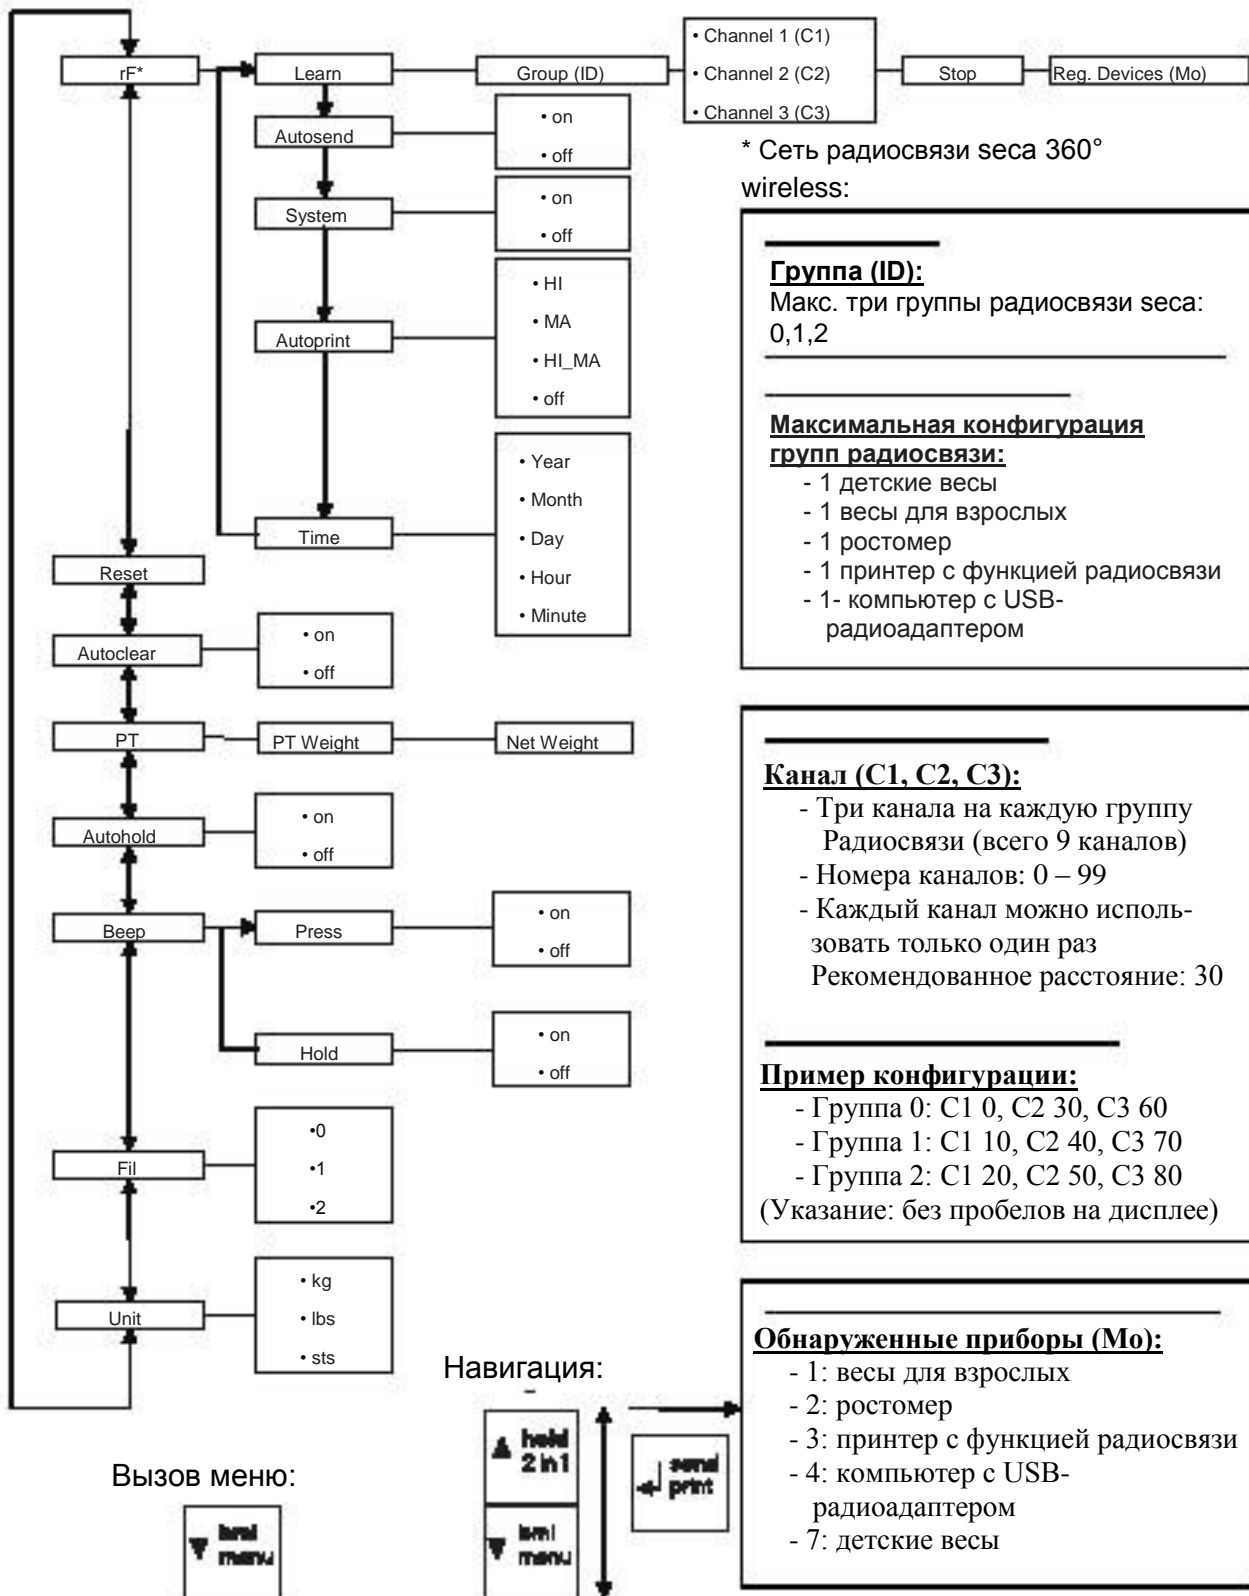 rF*
Learn
Group (ID)
• Channel 1 (C1)
• Channel 2 (C2)
• Channel 3 (C3)
Stop
Reg. Devices (Mo)
Autosend
• on
• off
System
• on
• off
Autoprint
• HI
• MA
• HI_MA
• off
Time
• Year
• Month
• Day
• Hour
• Minute
Reset
Autoclear
• on
• off
PT
PT Weight
Net Weight
Autohold
• on
• off
Beep
Press
• on
• off
Hold
• on
• off
Fil
•0
•1
•2
Unit
• kg
• lbs
• sts
* Сеть радиосвязи seca 360°
wireless:
Группа (ID):
Макс. три группы радиосвязи seca:
0,1,2
Максимальная конфигурация
групп радиосвязи:
- 1 детские весы
- 1 весы для взрослых
- 1 ростомер
- 1 принтер с функцией радиосвязи
- 1- компьютер с USB-
радиоадаптером
Канал (C1, C2, C3):
- Три канала на каждую группу
Радиосвязи (всего 9 каналов)
- Номера каналов: 0 – 99
- Каждый канал можно исполь-
зовать только один раз
Рекомендованное расстояние: 30
Пример конфигурации:
- Группа 0: C1 0, C2 30, C3 60
- Группа 1: C1 10, C2 40, C3 70
- Группа 2: C1 20, C2 50, C3 80
(Указание: без пробелов на дисплее)
Обнаруженные приборы (Mo):
- 1: весы для взрослых
- 2: ростомер
- 3: принтер с функцией радиосвязи
- 4: компьютер с USB-
радиоадаптером
- 7: детские весы
Навигация:
hold
2 in 1
send
print
menu
Вызов меню:
menu